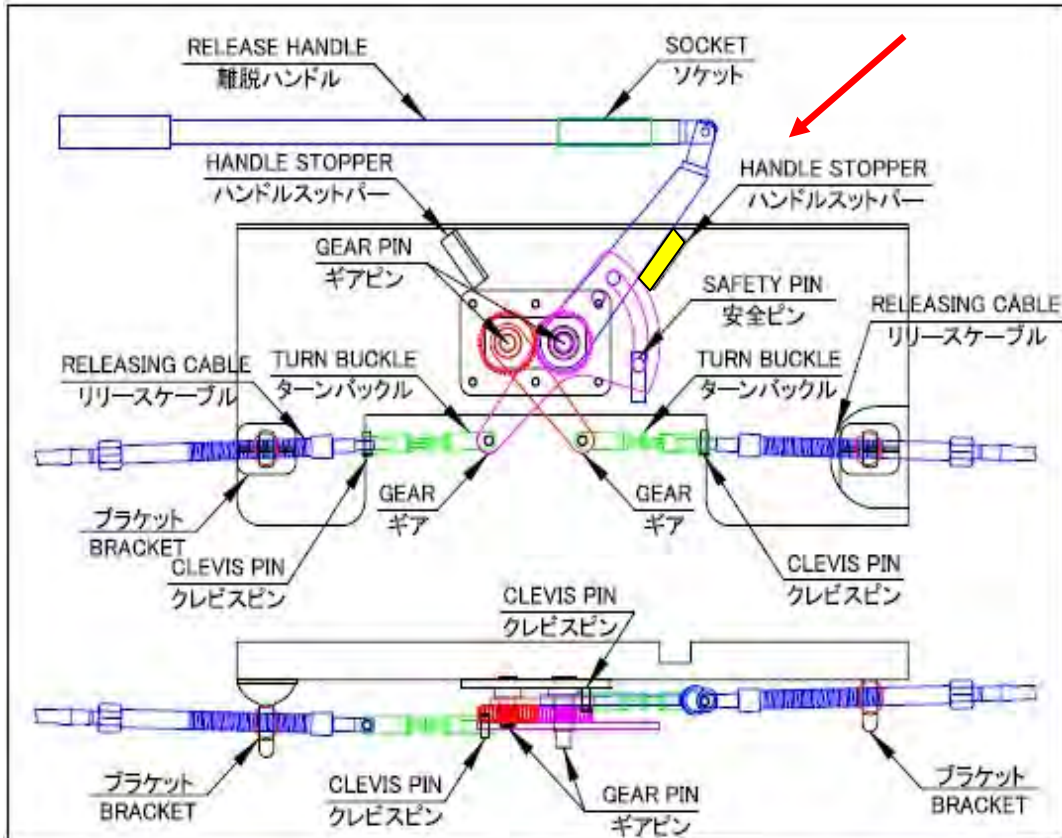 RELEASE HANDLE
離脱ハンドル
SOCKET
ソケット
HANDLE STOPPER
ハンドルスットパー
HANDLE STOPPER
ハンドルスットパー
GEAR PIN
ギアピン
SAFETY PIN
安全ピン
RELEASING CABLE
リリースケーブル
RELEASING CABLE
リリースケーブル
TURN BUCKLE
ターンバックル
TURN BUCKLE
ターンバックル
GEAR
ギア
GEAR
ギア
ブラケット
BRACKET
CLEVIS PIN
クレビスピン
CLEVIS PIN
クレビスピン
CLEVIS PIN
クレビスピン
ブラケット
BRACKET
CLEVIS PIN
クレビスピン
GEAR PIN
ギアピン
ブラケット
BRACKET